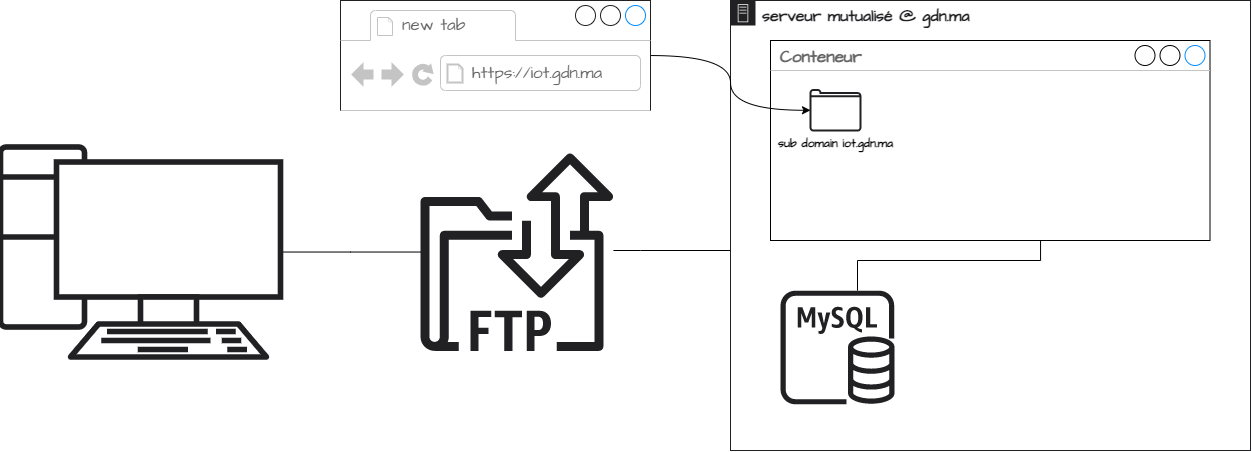 new tab
https://iot.gdn.ma
serveur mutualisé @ gdn.ma
Conteneur
sub domain iot.gdn.ma
FTP
MySQL